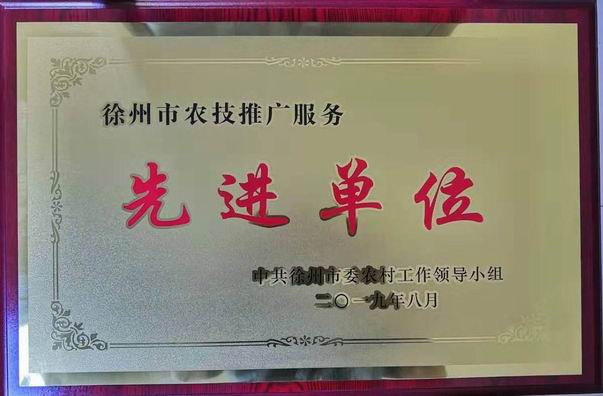 徐州市农技推广服务
先进单位
中共徐州市委农村工作领导小组
二〇一九年八月